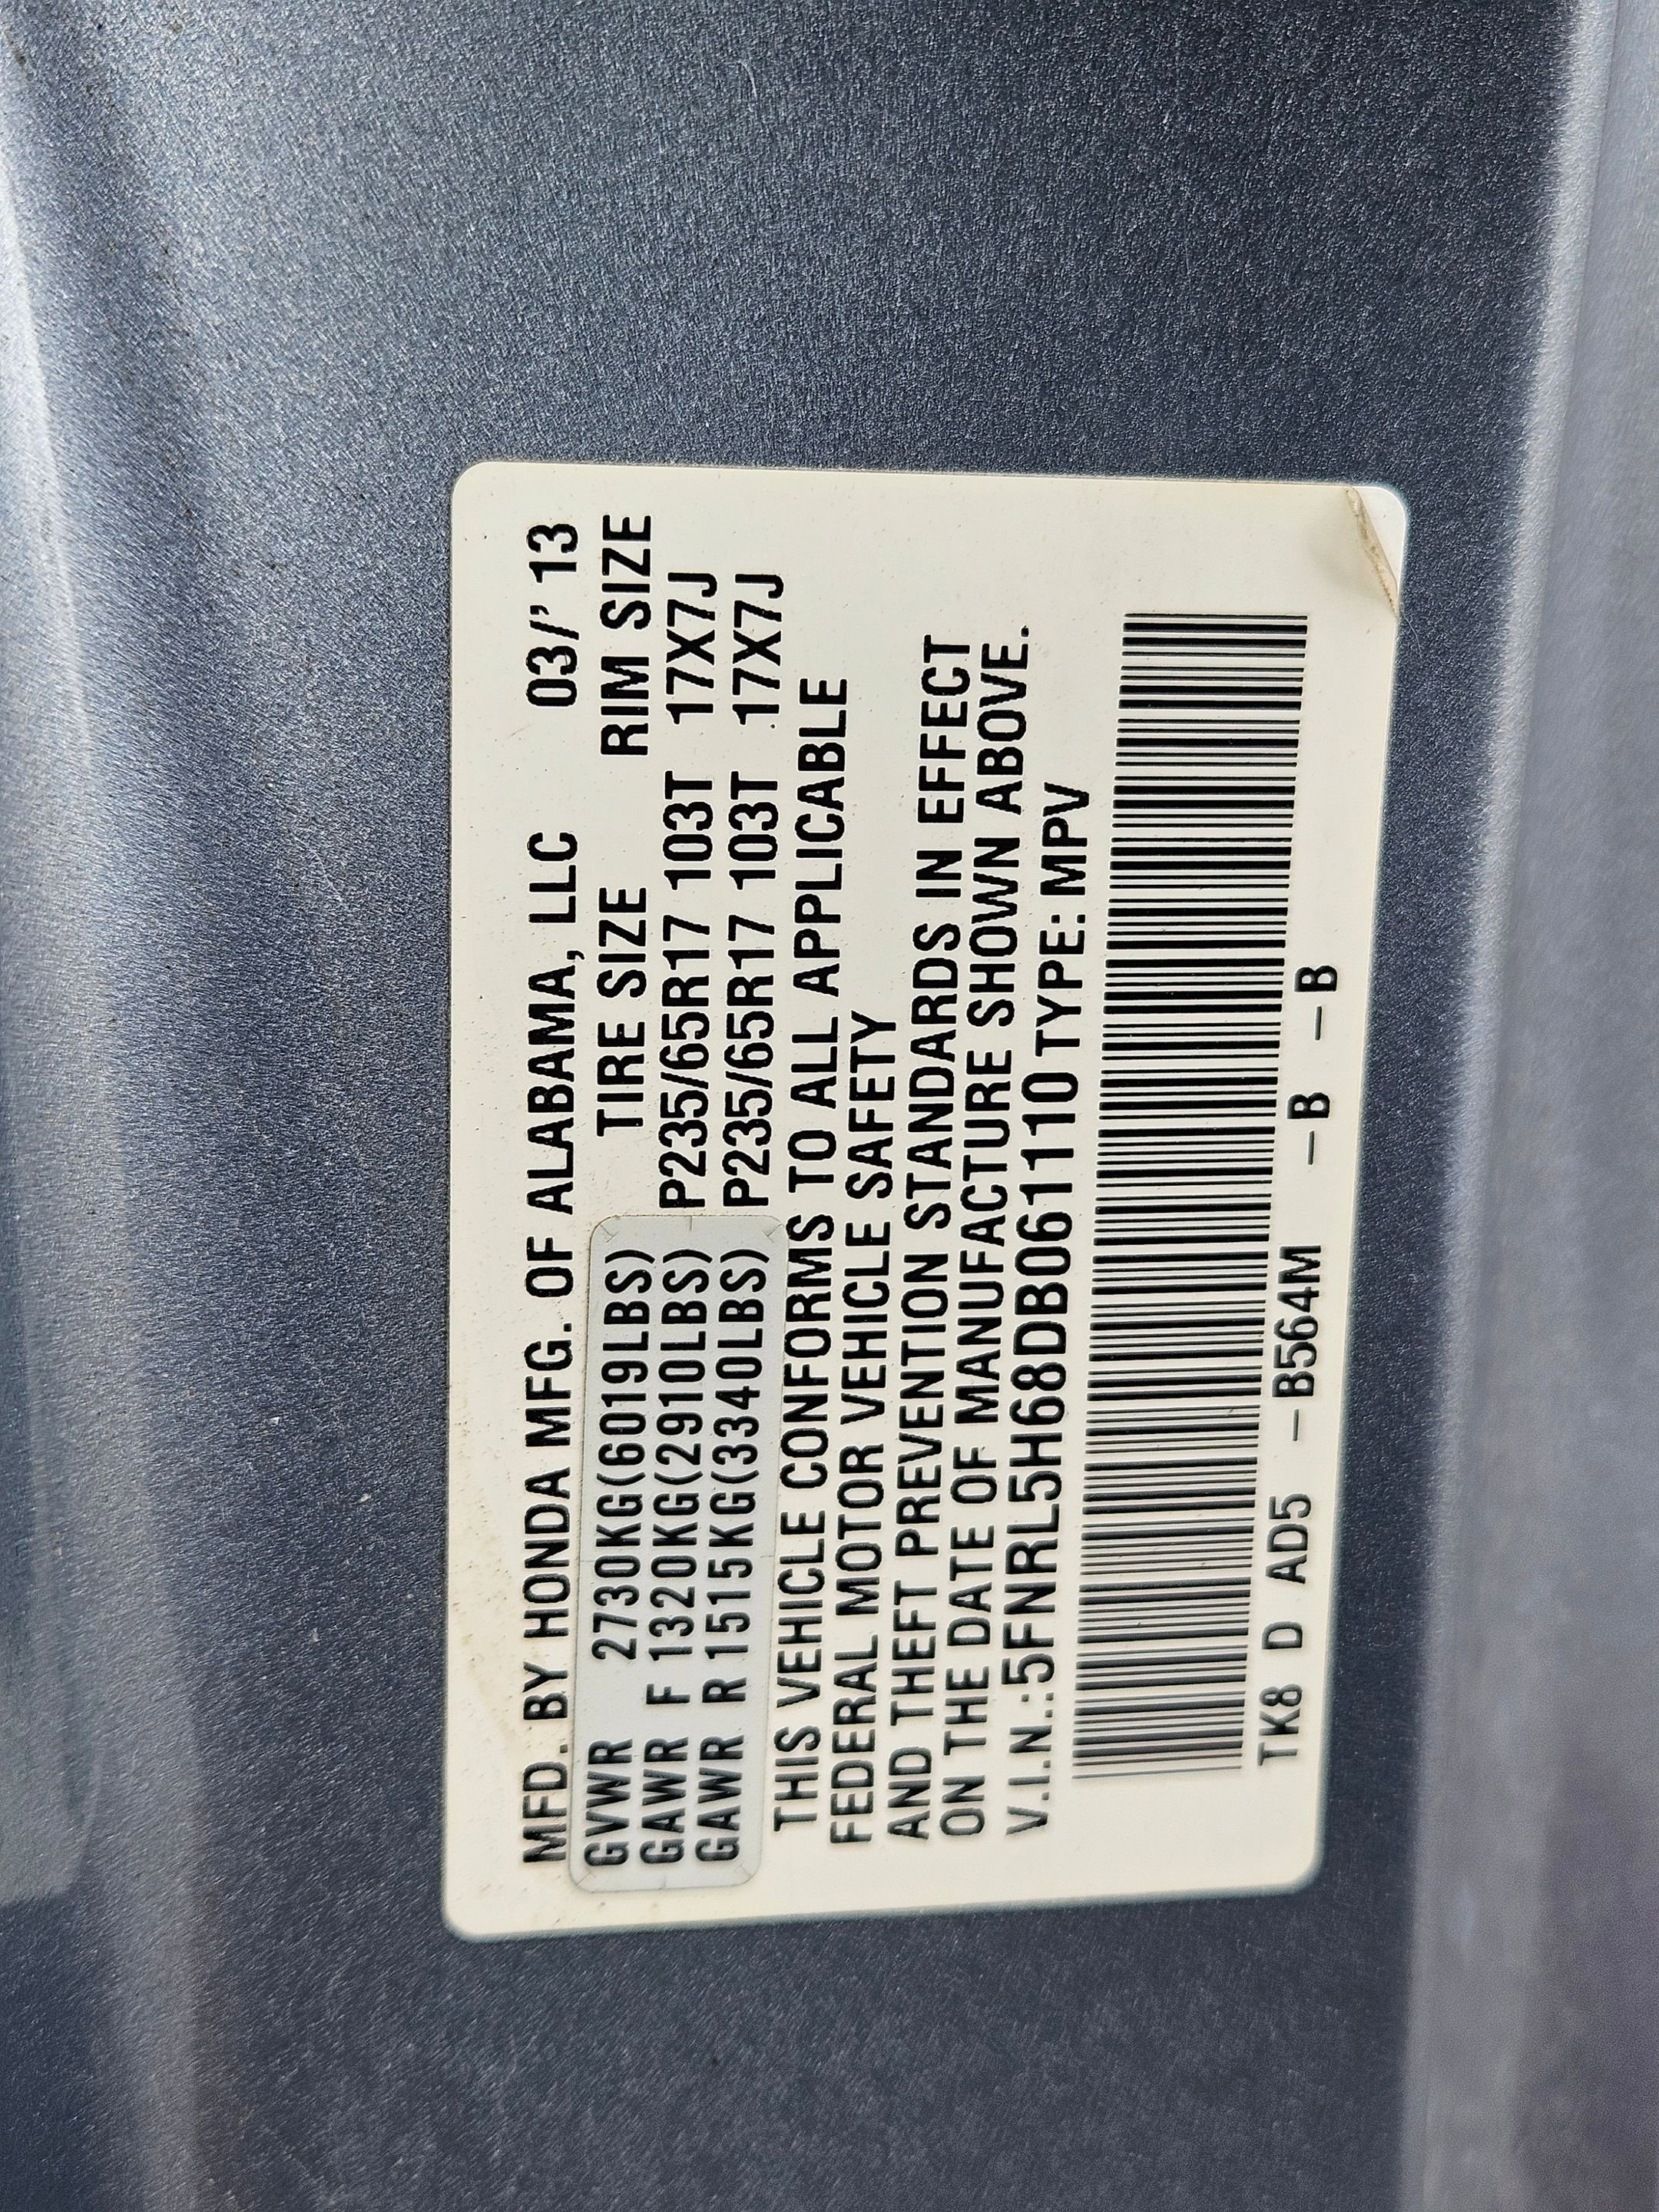 MFD. BY HONDA MFG. OF ALABAMA, LLC 03/'13
TIRE SIZE RIM SIZE
GVWR 2730KG(6019LBS)
GAWR F 1320KG(2910LBS) P235/65R17 103T 17X7J
GAWR R 1515KG(3340LBS) P235/65R17 103T 17X7J
THIS VEHICLE CONFORMS TO ALL APPLICABLE
FEDERAL MOTOR VEHICLE SAFETY
AND THEFT PREVENTION STANDARDS IN EFFECT
ON THE DATE OF MANUFACTURE SHOWN ABOVE.
V.I.N.:5FNRL5H68DB061110 TYPE: MPV
TK8 D AD5 –B564M –B –B